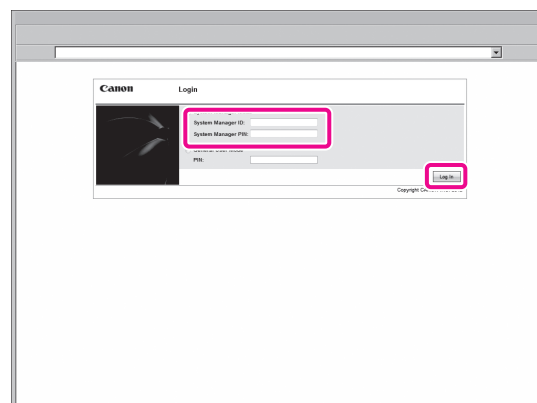 Canon
Login
System Manager ID:
System Manager PIN:
PIN:
Log In
Copyright